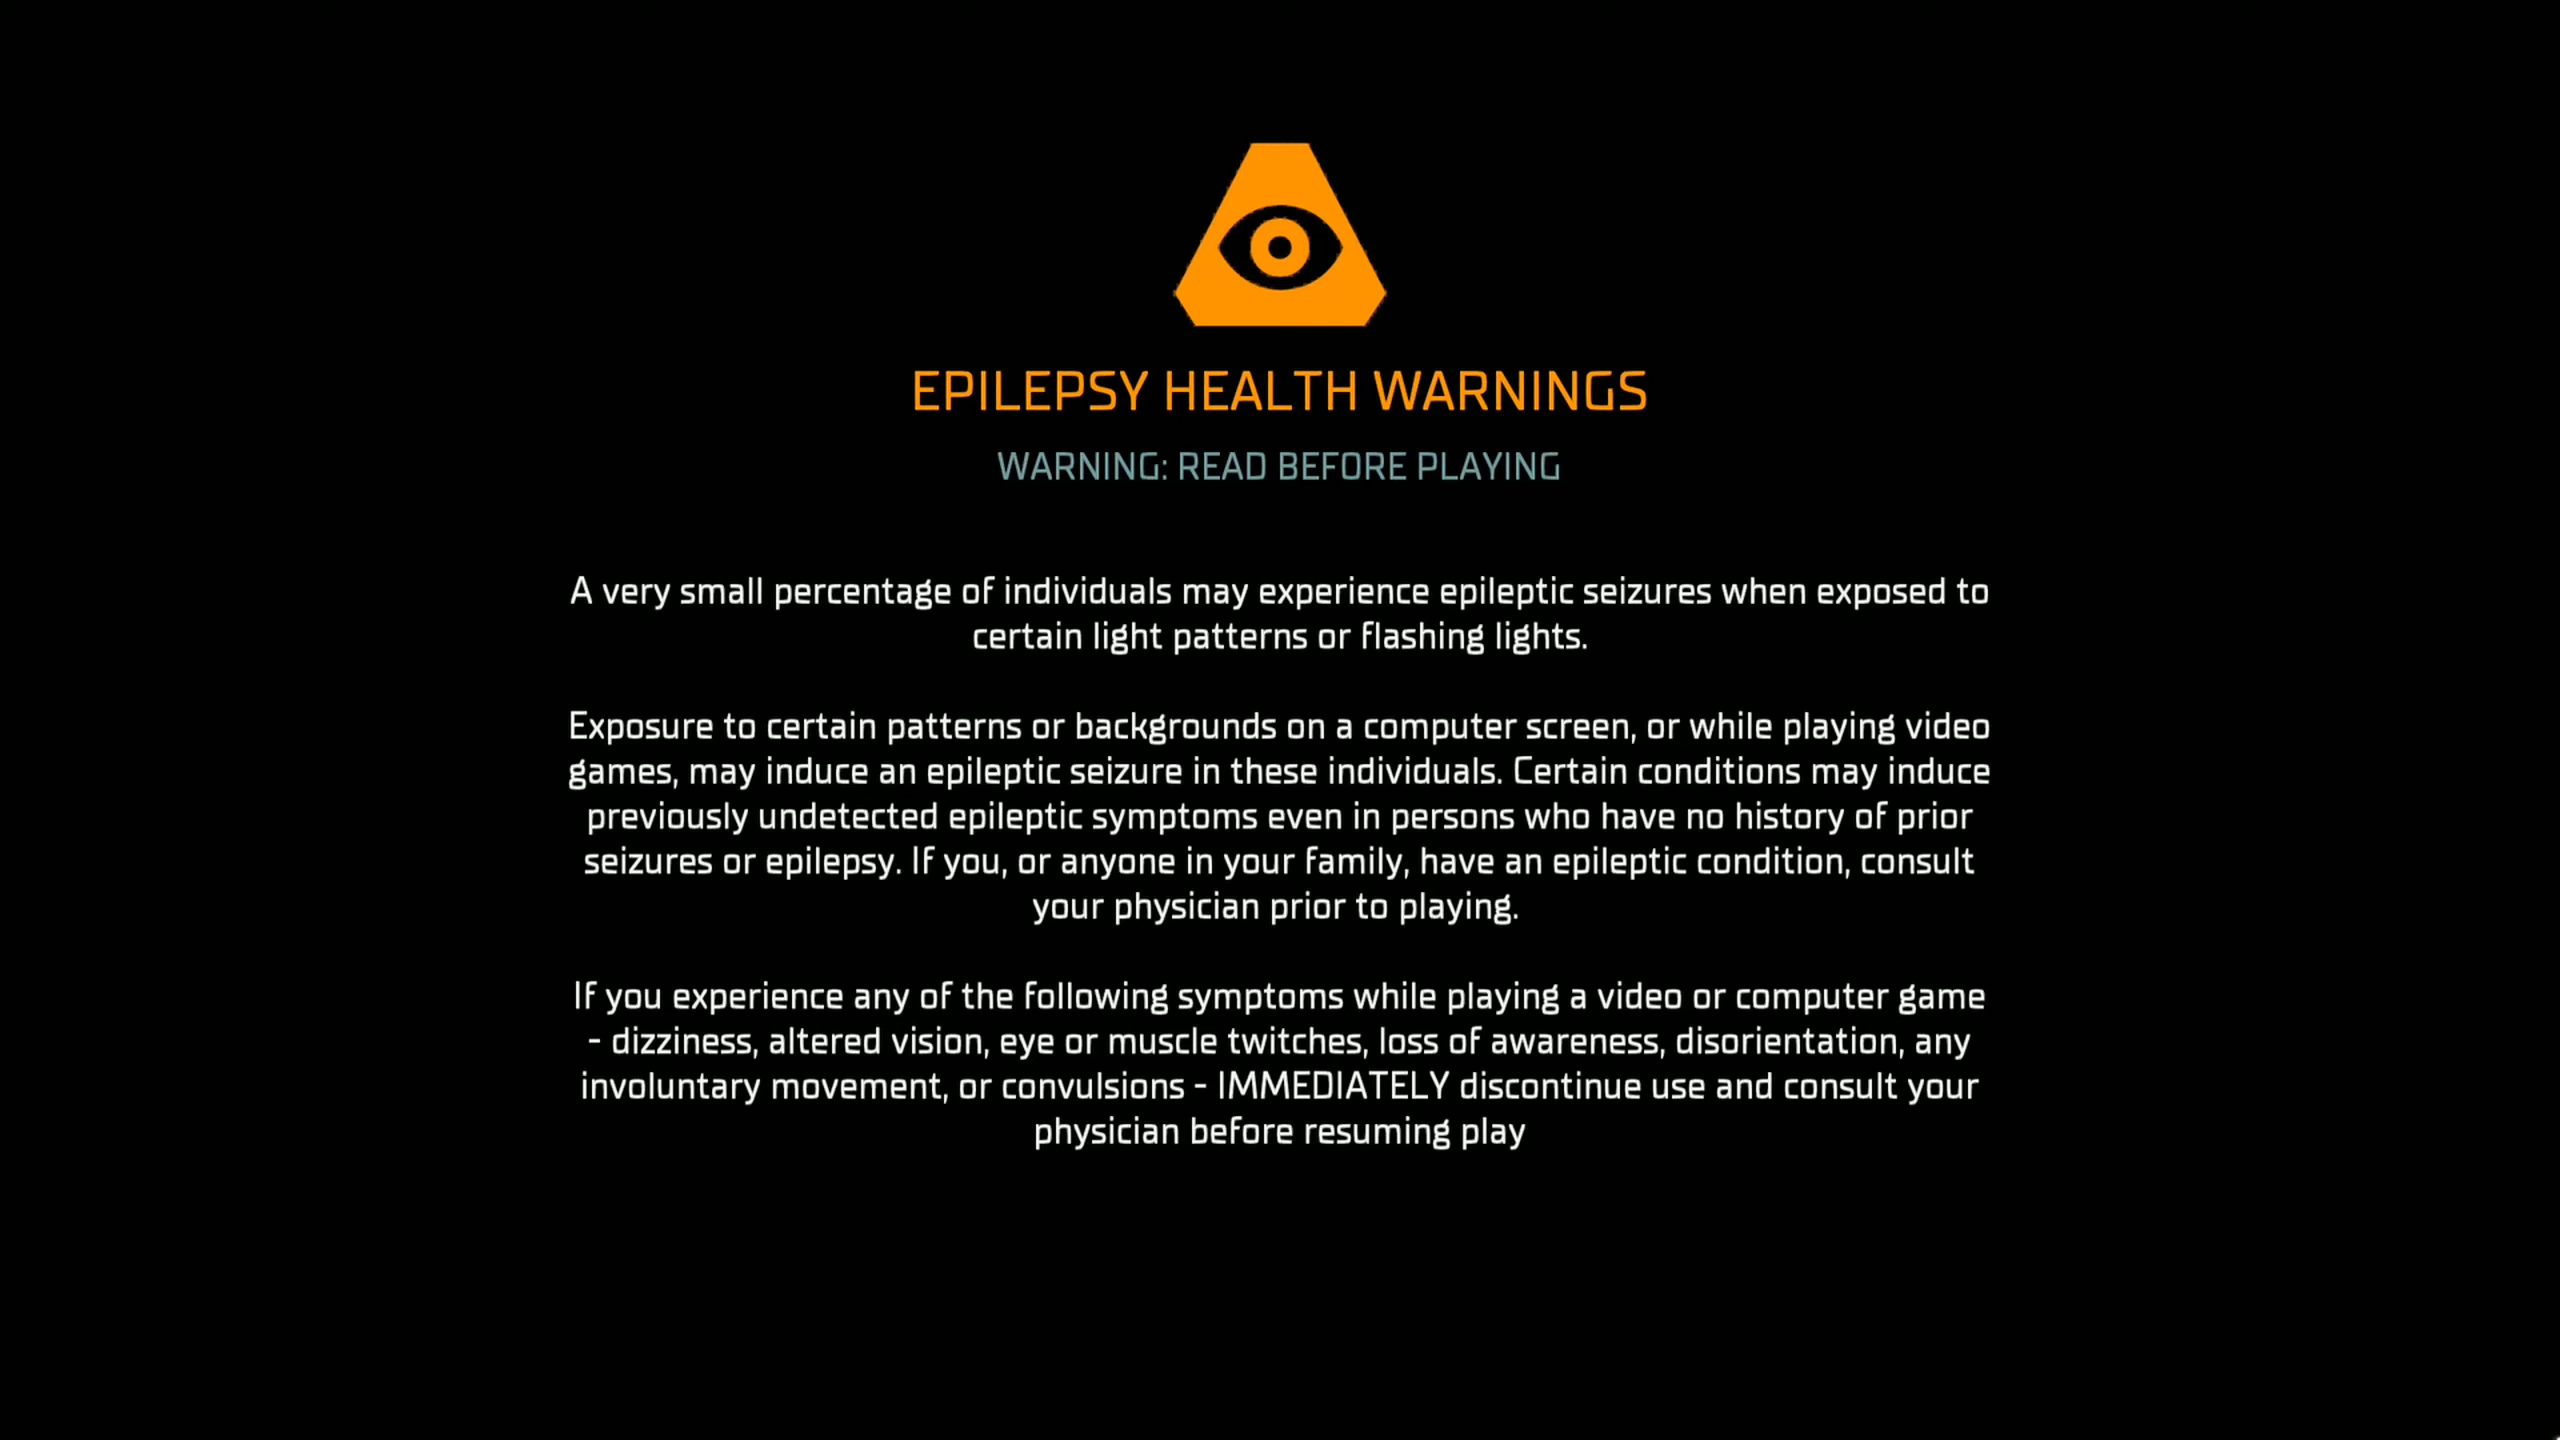 EPILEPSY HEALTH WARNINGS
WARNING: READ BEFORE PLAYING
A very small percentage of individuals may experience epileptic seizures when exposed to
certain light patterns or flashing lights.
Exposure to certain patterns or backgrounds on a computer screen, or while playing video
games, may induce an epileptic seizure in these individuals. Certain conditions may induce
previously undetected epileptic symptoms even in persons who have no history of prior
seizures or epilepsy. If you, or anyone in your family, have an epileptic condition, consult
your physician prior to playing.
If you experience any of the following symptoms while playing a video or computer game
- dizziness, altered vision, eye or muscle twitches, loss of awareness, disorientation, any
involuntary movement, or convulsions - IMMEDIATELY discontinue use and consult your
physician before resuming play